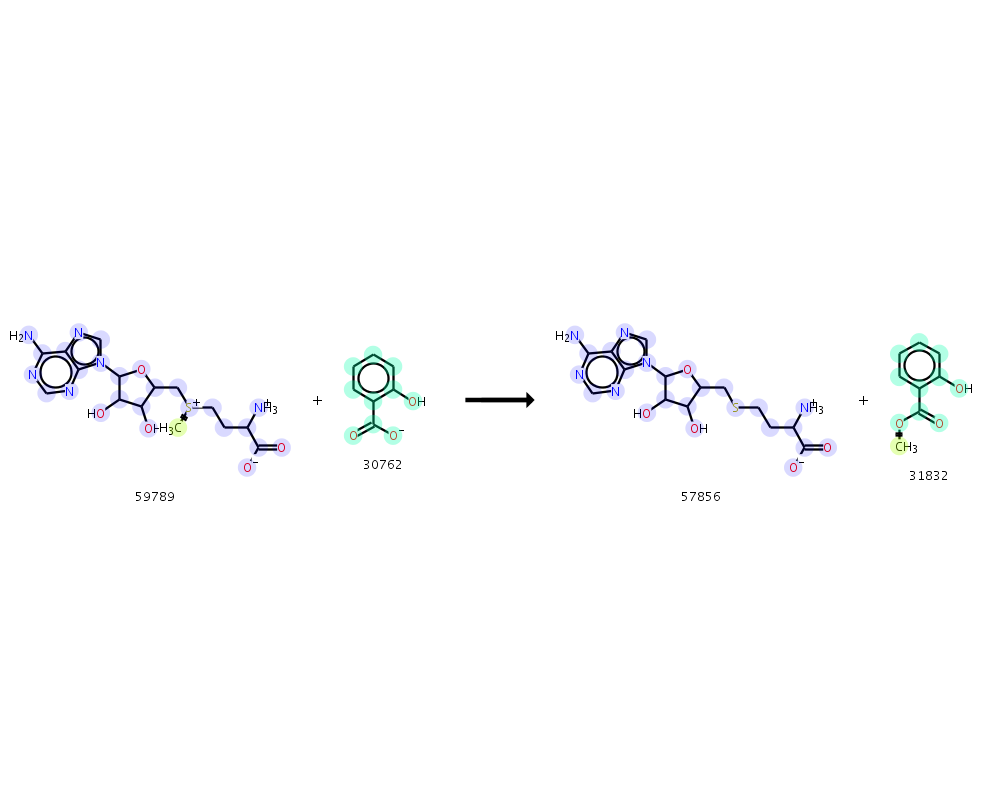 H₂N N N N N N O HO OH S⁺ H₃C NH₃⁺ O O⁻
59789
+
O O⁻ OH
30762
H₂N N N N N N O HO OH S NH₃⁺ O O⁻
57856
+
O O OH CH₃
31832